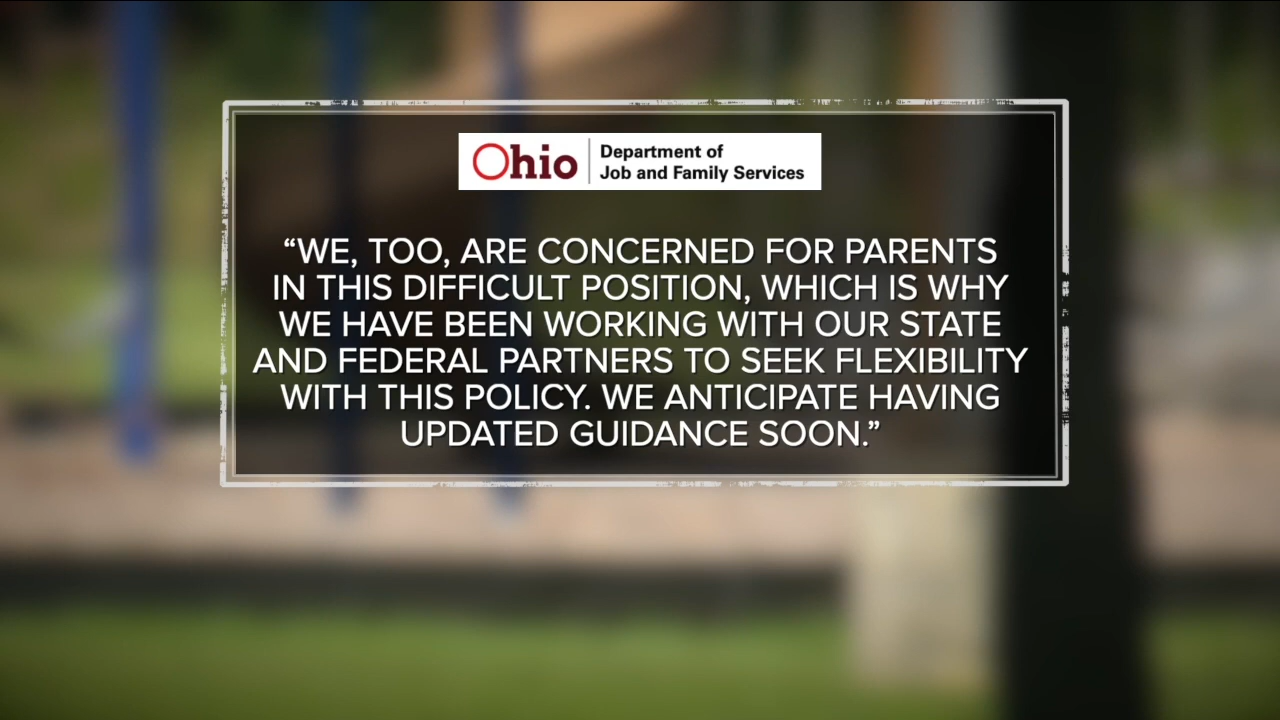 Ohio
Department of
Job and Family Services
“WE, TOO, ARE CONCERNED FOR PARENTS
IN THIS DIFFICULT POSITION, WHICH IS WHY
WE HAVE BEEN WORKING WITH OUR STATE
AND FEDERAL PARTNERS TO SEEK FLEXIBILITY
WITH THIS POLICY. WE ANTICIPATE HAVING
UPDATED GUIDANCE SOON.”